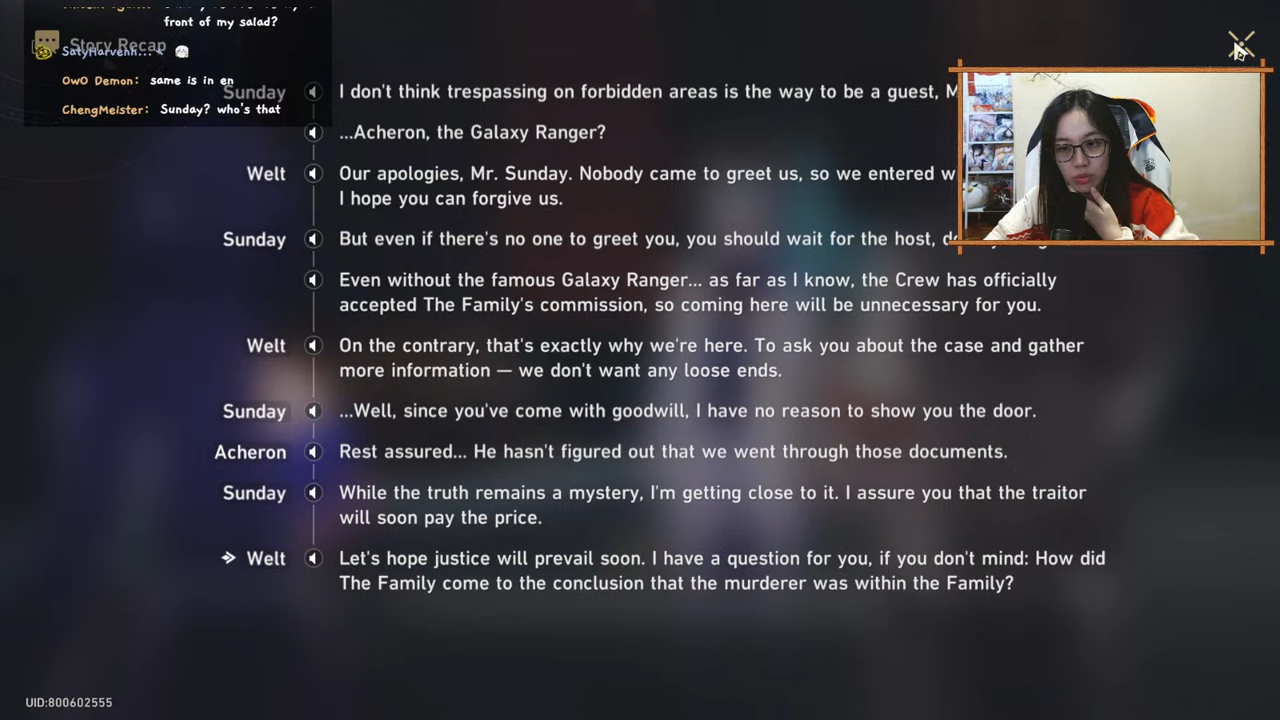 front of my salad?
Story Recap
SatyHarvenh...
OwO Demon: same is in en
ChengMeister: Sunday? who's that
Sunday I don't think trespassing on forbidden areas is the way to be a guest,
...Acheron, the Galaxy Ranger?
Welt Our apologies, Mr. Sunday. Nobody came to greet us, so we entered
I hope you can forgive us.
Sunday But even if there's no one to greet you, you should wait for the host,
Even without the famous Galaxy Ranger... as far as I know, the Crew has officially
accepted The Family's commission, so coming here will be unnecessary for you.
Welt On the contrary, that's exactly why we're here. To ask you about the case and gather
more information — we don't want any loose ends.
Sunday ...Well, since you've come with goodwill, I have no reason to show you the door.
Acheron Rest assured... He hasn't figured out that we went through those documents.
Sunday While the truth remains a mystery, I'm getting close to it. I assure you that the traitor
will soon pay the price.
Welt Let's hope justice will prevail soon. I have a question for you, if you don't mind: How did
The Family come to the conclusion that the murderer was within the Family?
UID:800602555